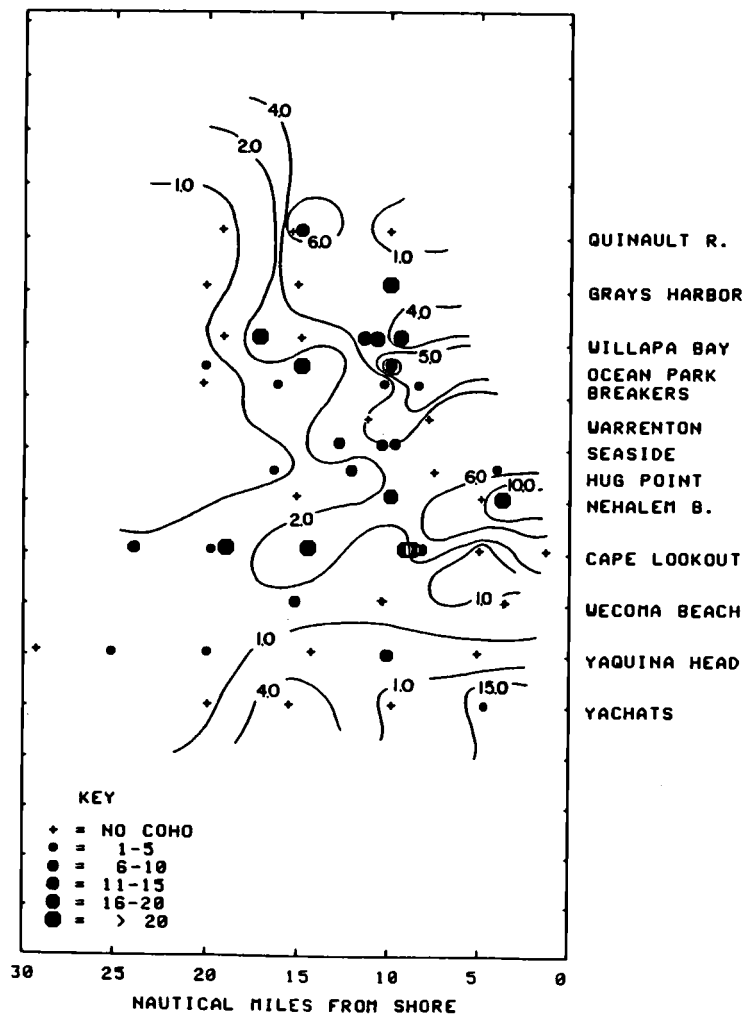 4.0
2.0
1.0
6.0
1.0
QUINAULT R.
GRAYS HARBOR
4.0
5.0
WILLAPA BAY
OCEAN PARK
BREAKERS
WARRENTON
SEASIDE
6.0
HUG POINT
10.0
NEHALEM B.
2.0
CAPE LOOKOUT
1.0
WECOMA BEACH
1.0
YAQUINA HEAD
4.0
1.0
15.0
YACHATS
KEY
+ = NO COHO
● = 1-5
● = 6-10
● = 11-15
● = 16-20
● = > 20
30 25 20 15 10 5 0
NAUTICAL MILES FROM SHORE